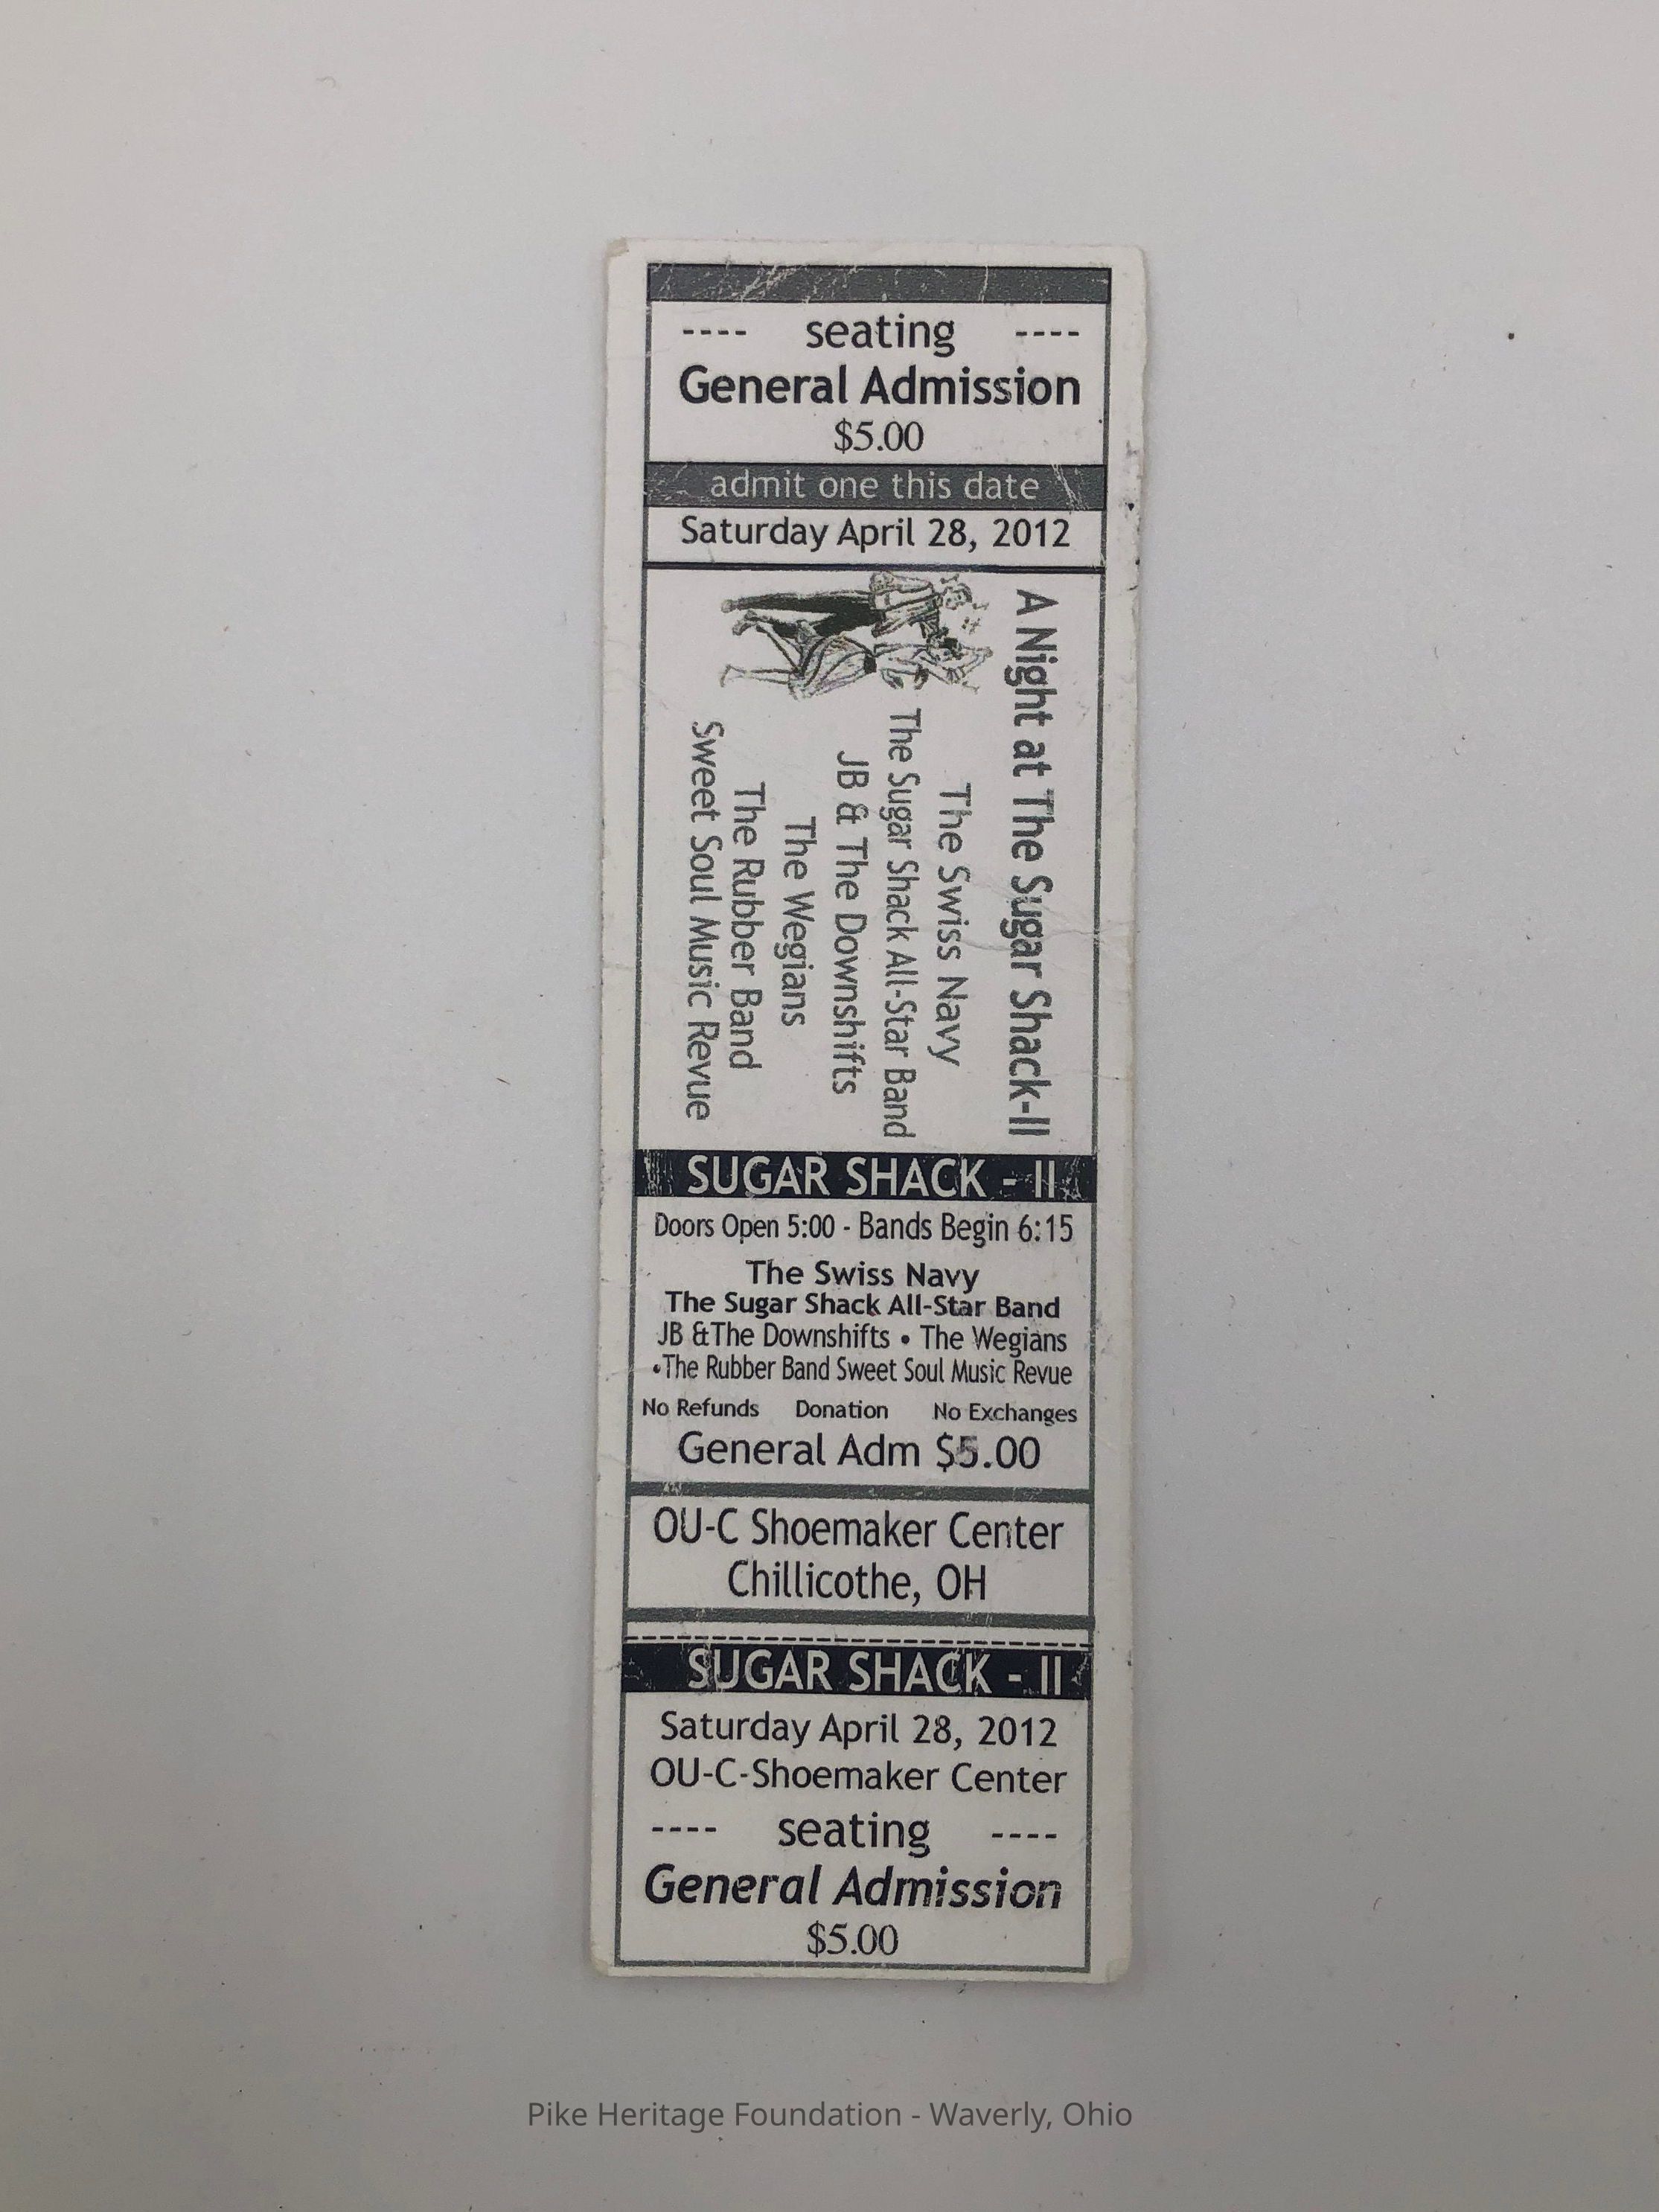 ---- seating ----
General Admission
$5.00
admit one this date
Saturday April 28, 2012
A Night at The Sugar Shack-II
The Swiss Navy
The Sugar Shack All-Star Band
JB & The Downshifts
The Wegians
The Rubber Band
Sweet Soul Music Revue
SUGAR SHACK - II
Doors Open 5:00 - Bands Begin 6:15
The Swiss Navy
The Sugar Shack All-Star Band
JB &The Downshifts • The Wegians
•The Rubber Band Sweet Soul Music Revue
No Refunds Donation No Exchanges
General Adm $5.00
OU-C Shoemaker Center
Chillicothe, OH
SUGAR SHACK - II
Saturday April 28, 2012
OU-C-Shoemaker Center
---- seating ----
General Admission
$5.00
Pike Heritage Foundation - Waverly, Ohio